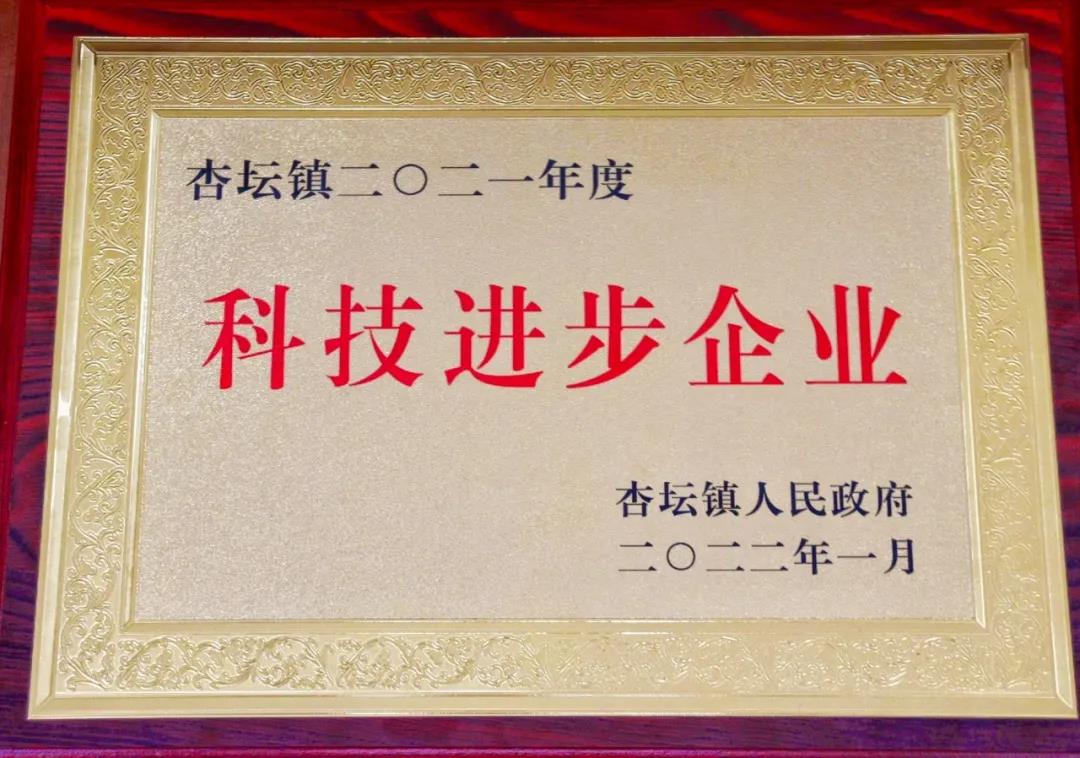 杏坛镇二〇二一年度
科技进步企业
杏坛镇人民政府
二〇二二年一月